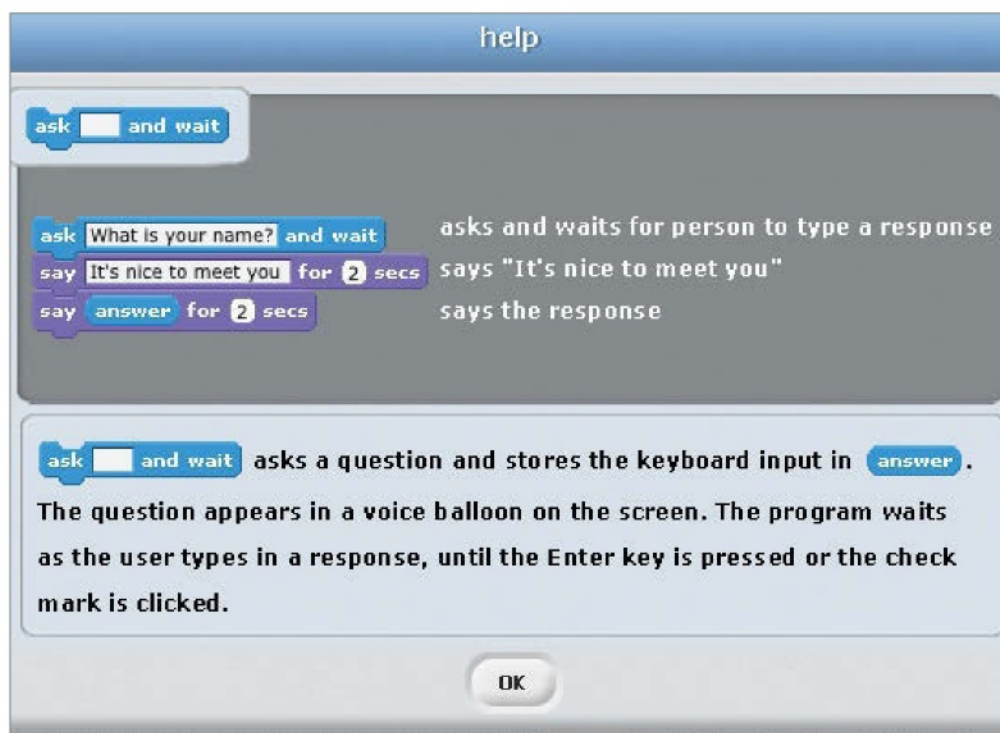 help
ask and wait
ask What is your name? and wait asks and waits for person to type a response
say It's nice to meet you for 2 secs says "It's nice to meet you"
say answer for 2 secs says the response
ask and wait asks a question and stores the keyboard input in answer.
The question appears in a voice balloon on the screen. The program waits
as the user types in a response, until the Enter key is pressed or the check
mark is clicked.
OK